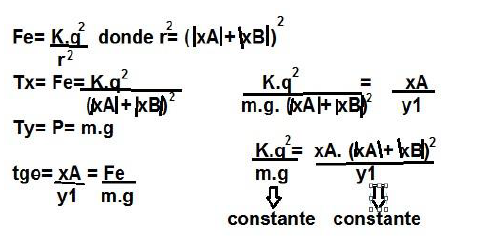 Fe= K.q²/r² donde r²= (|xA|+|xB|)²
Tx= Fe= K.q²/(|xA|+|xB|)²
K.q²/m.g. (|xA|+|xB|)² = xA/y1
Ty= P= m.g
K.q²/m.g = xA. (|xA|+|xB|)²/y1
tgɵ= xA/y1 = Fe/m.g
constante constante